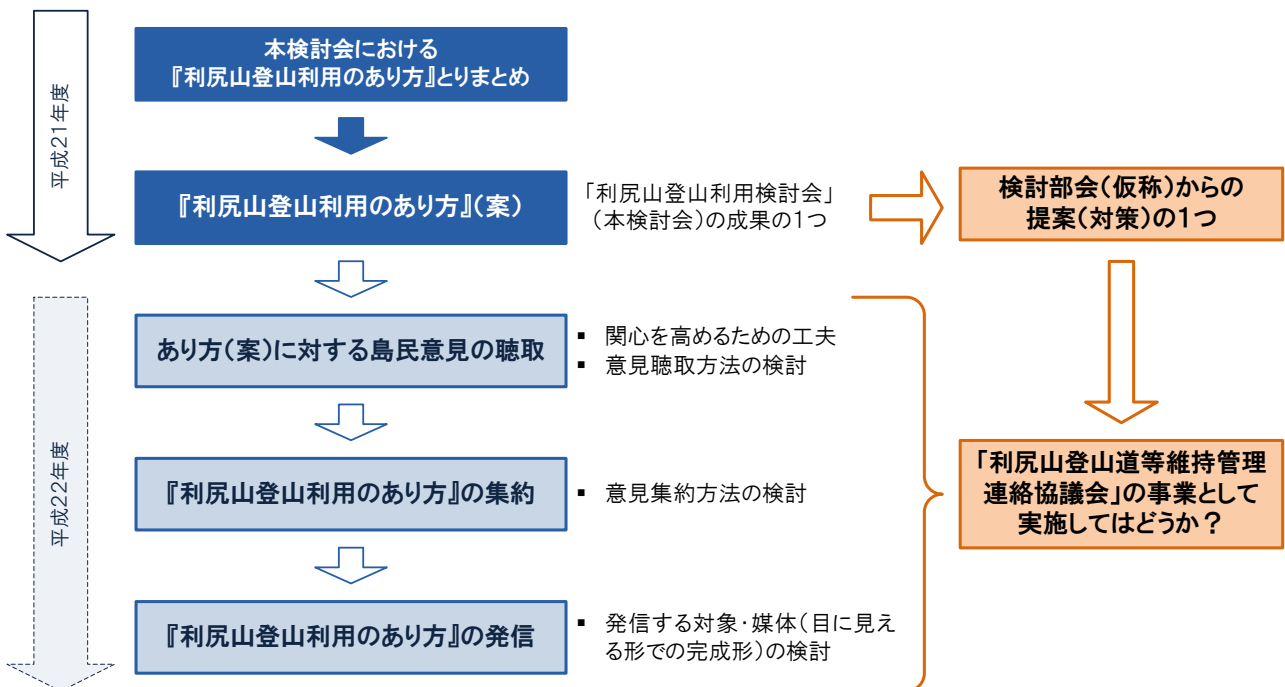 平成21年度
本検討会における
『利尻山登山利用のあり方』とりまとめ
『利尻山登山利用のあり方』(案)
「利尻山登山利用検討会」
(本検討会)の成果の1つ
検討部会(仮称)からの
提案(対策)の1つ
平成22年度
あり方(案)に対する島民意見の聴取
▪ 関心を高めるための工夫
▪ 意見聴取方法の検討
『利尻山登山利用のあり方』の集約
▪ 意見集約方法の検討
「利尻山登山道等維持管理
連絡協議会」の事業として
実施してはどうか？
『利尻山登山利用のあり方』の発信
▪ 発信する対象・媒体(目に見え
る形での完成形)の検討